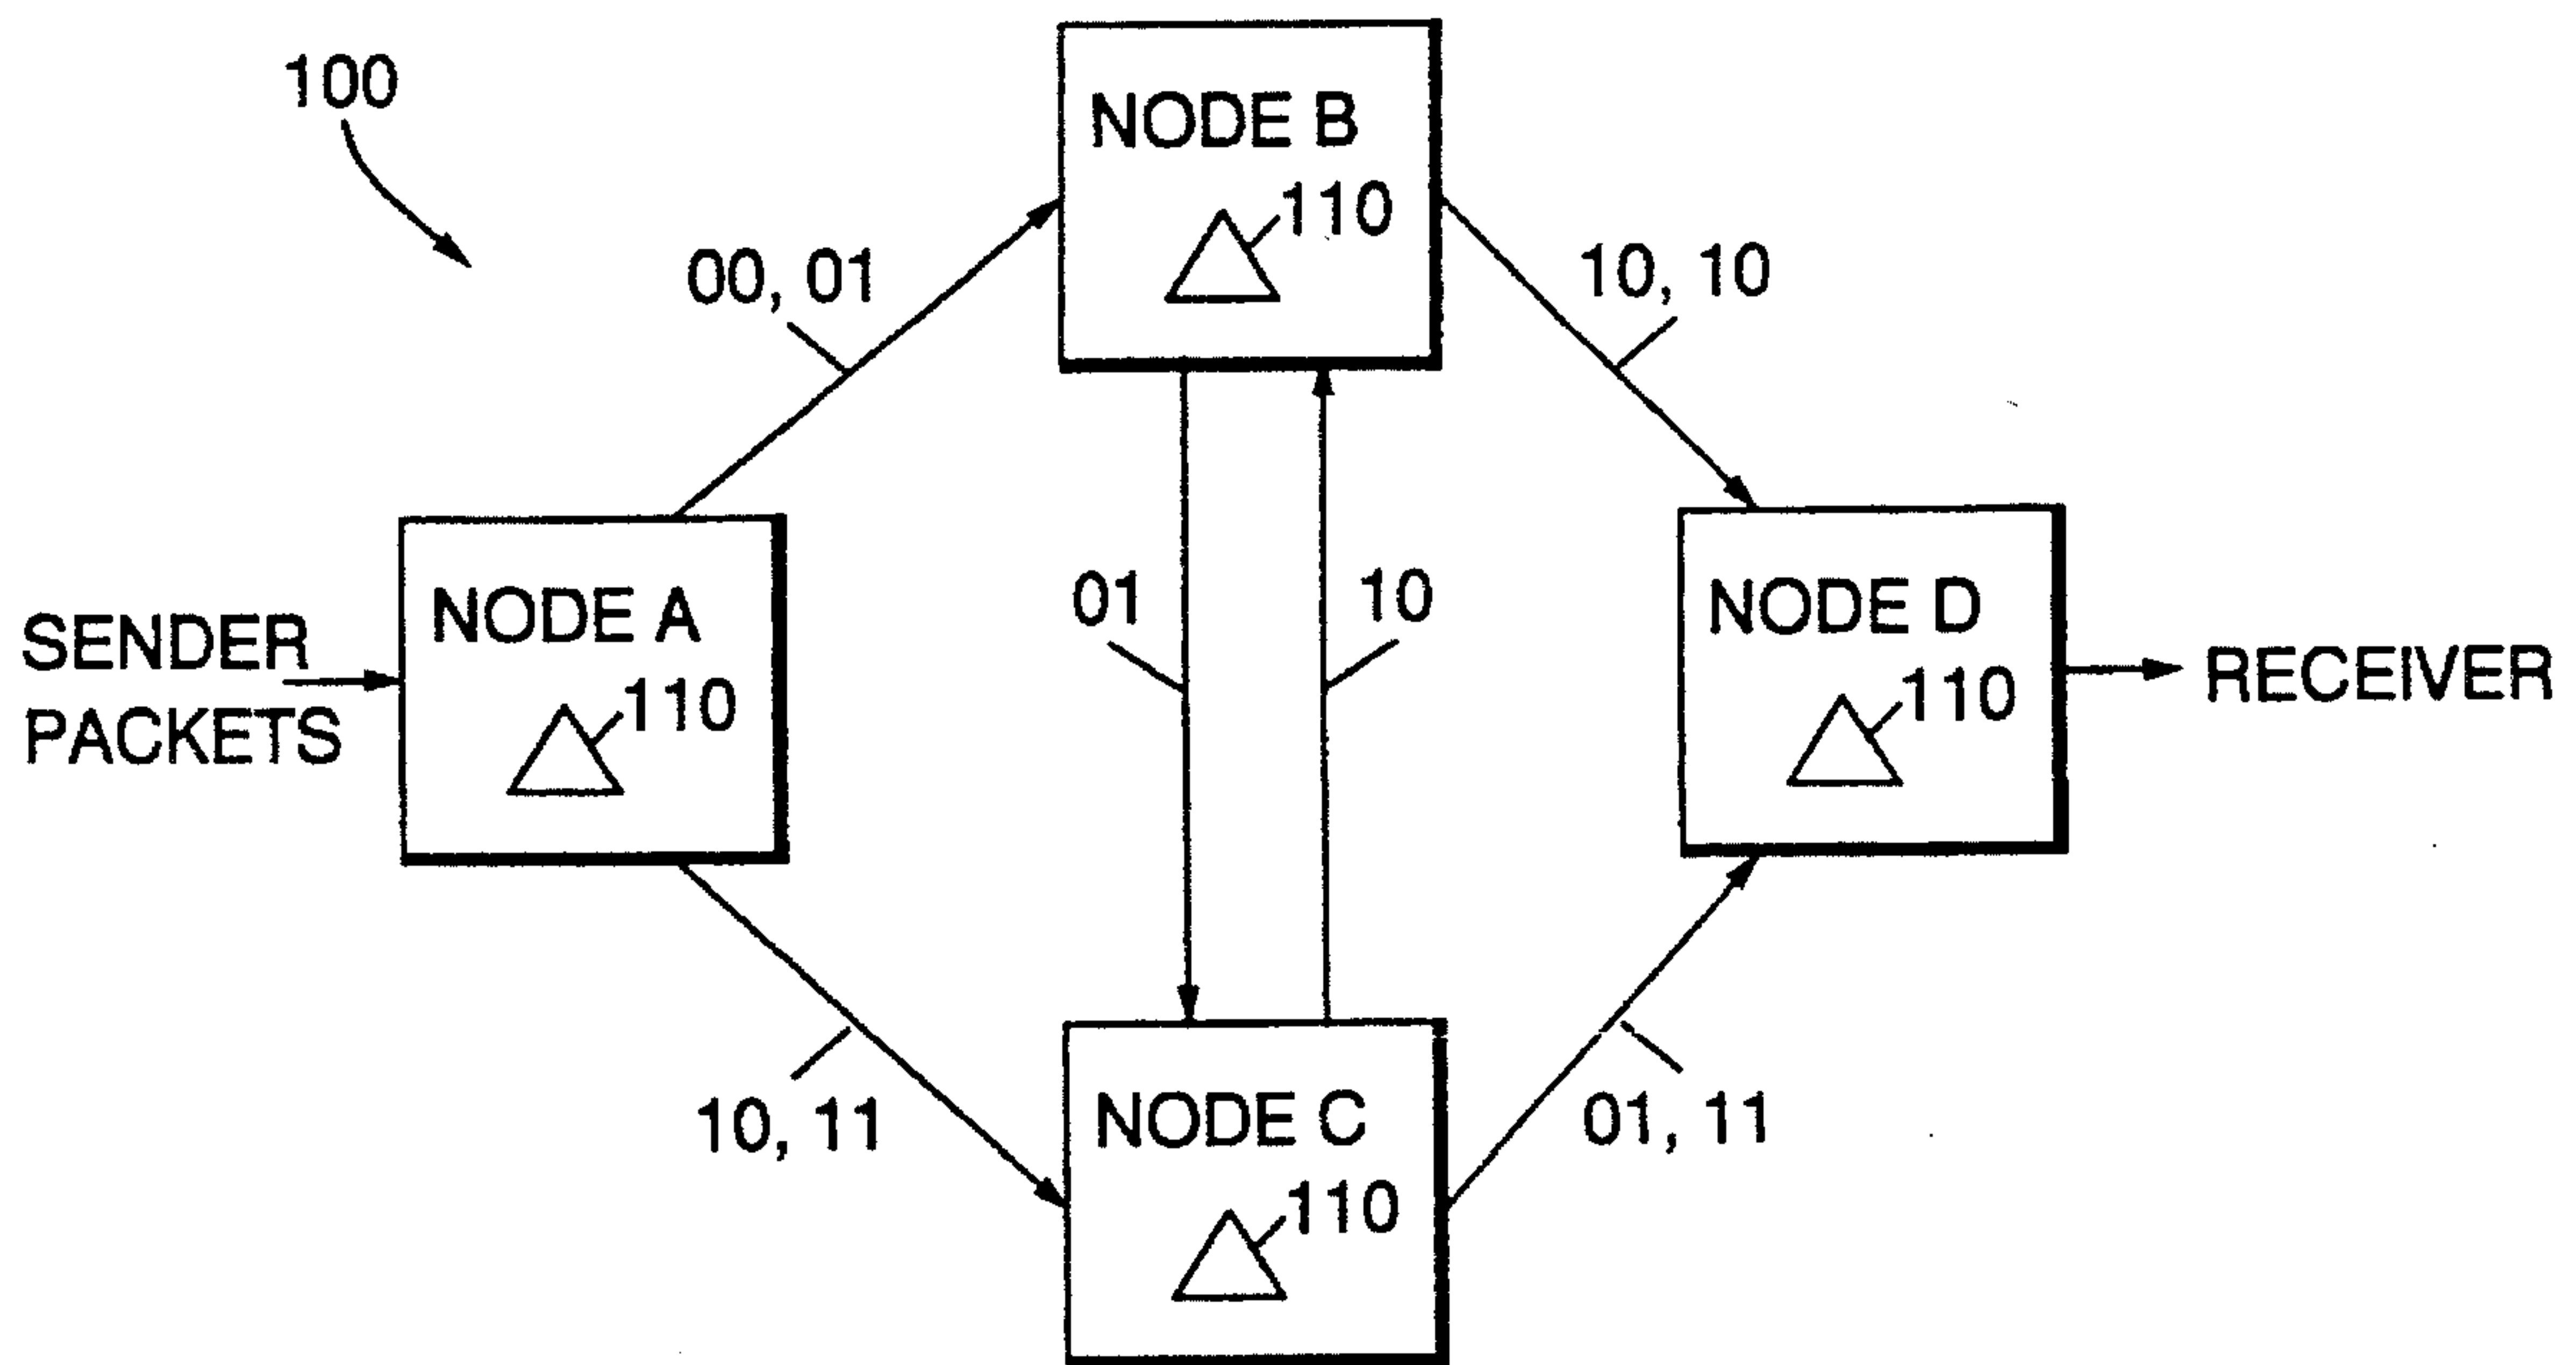 100
NODE B
110
00, 01
10, 10
SENDER
PACKETS
NODE A
110
01
10
NODE D
110
RECEIVER
10, 11
NODE C
110
01, 11